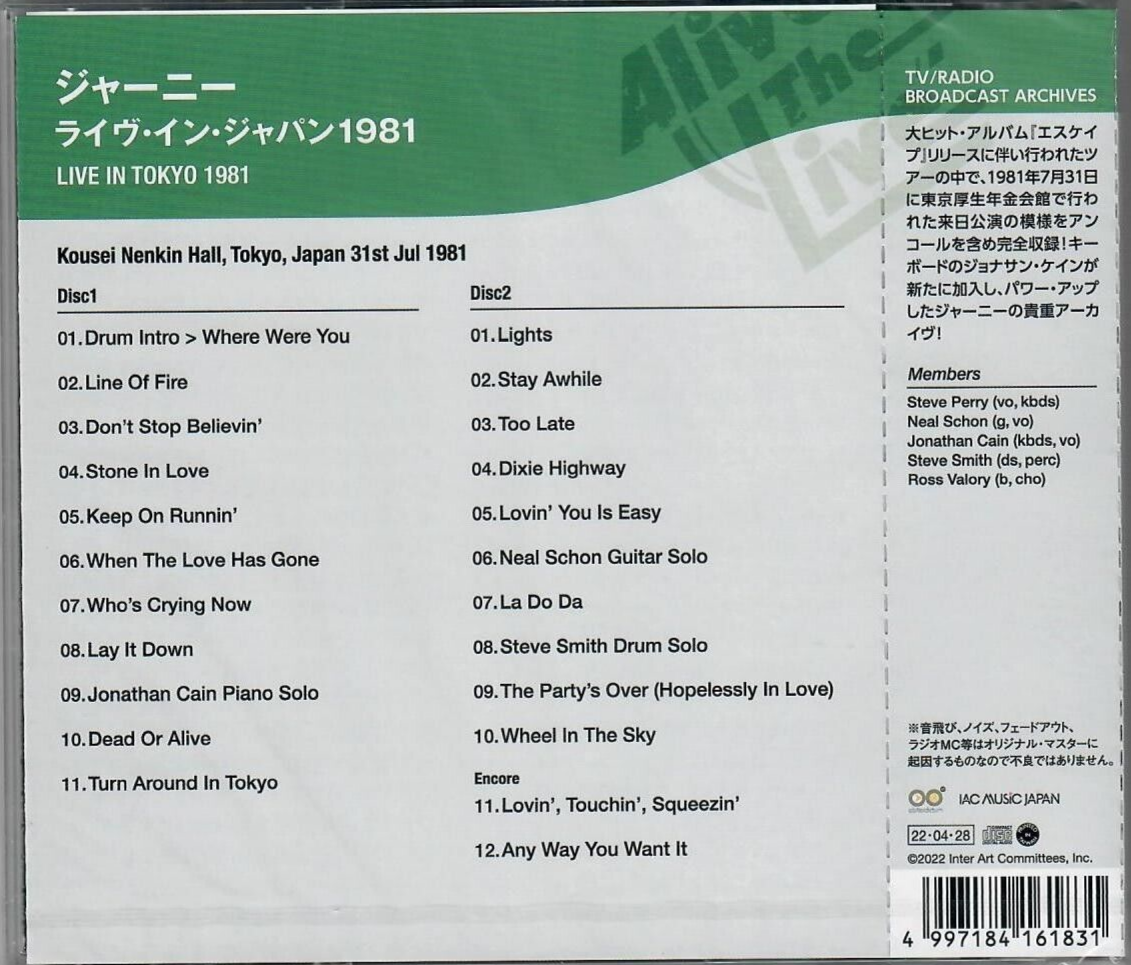 Alive The Live
ジャーニー
ライヴ・イン・ジャパン1981
LIVE IN TOKYO 1981
Kousei Nenkin Hall, Tokyo, Japan 31st Jul 1981
Disc1
01.Drum Intro > Where Were You
02.Line Of Fire
03.Don't Stop Believin'
04.Stone In Love
05.Keep On Runnin'
06.When The Love Has Gone
07.Who's Crying Now
08.Lay It Down
09.Jonathan Cain Piano Solo
10.Dead Or Alive
11.Turn Around In Tokyo
Disc2
01.Lights
02.Stay Awhile
03.Too Late
04.Dixie Highway
05.Lovin' You Is Easy
06.Neal Schon Guitar Solo
07.La Do Da
08.Steve Smith Drum Solo
09.The Party's Over (Hopelessly In Love)
10.Wheel In The Sky
Encore
11.Lovin', Touchin', Squeezin'
12.Any Way You Want It
TV/RADIO
BROADCAST ARCHIVES
大ヒット・アルバム『エスケイ
プ』リリースに伴い行われたツ
アーの中で、1981年7月31日
に東京厚生年金会館で行わ
れた来日公演の模様をアン
コールを含め完全収録!キー
ボードのジョナサン・ケインが
新たに加入し、パワー・アップ
したジャーニーの貴重アーカ
イヴ!
Members
Steve Perry (vo, kbds)
Neal Schon (g, vo)
Jonathan Cain (kbds, vo)
Steve Smith (ds, perc)
Ross Valory (b, cho)
※音飛び、ノイズ、フェードアウト、
ラジオMC等はオリジナル・マスターに
起因するものなので不良ではありません。
IAC MUSIC JAPAN
22・04・28
COMPACT disc DIGITAL AUDIO
©2022 Inter Art Committees, Inc.
4 997184 161831